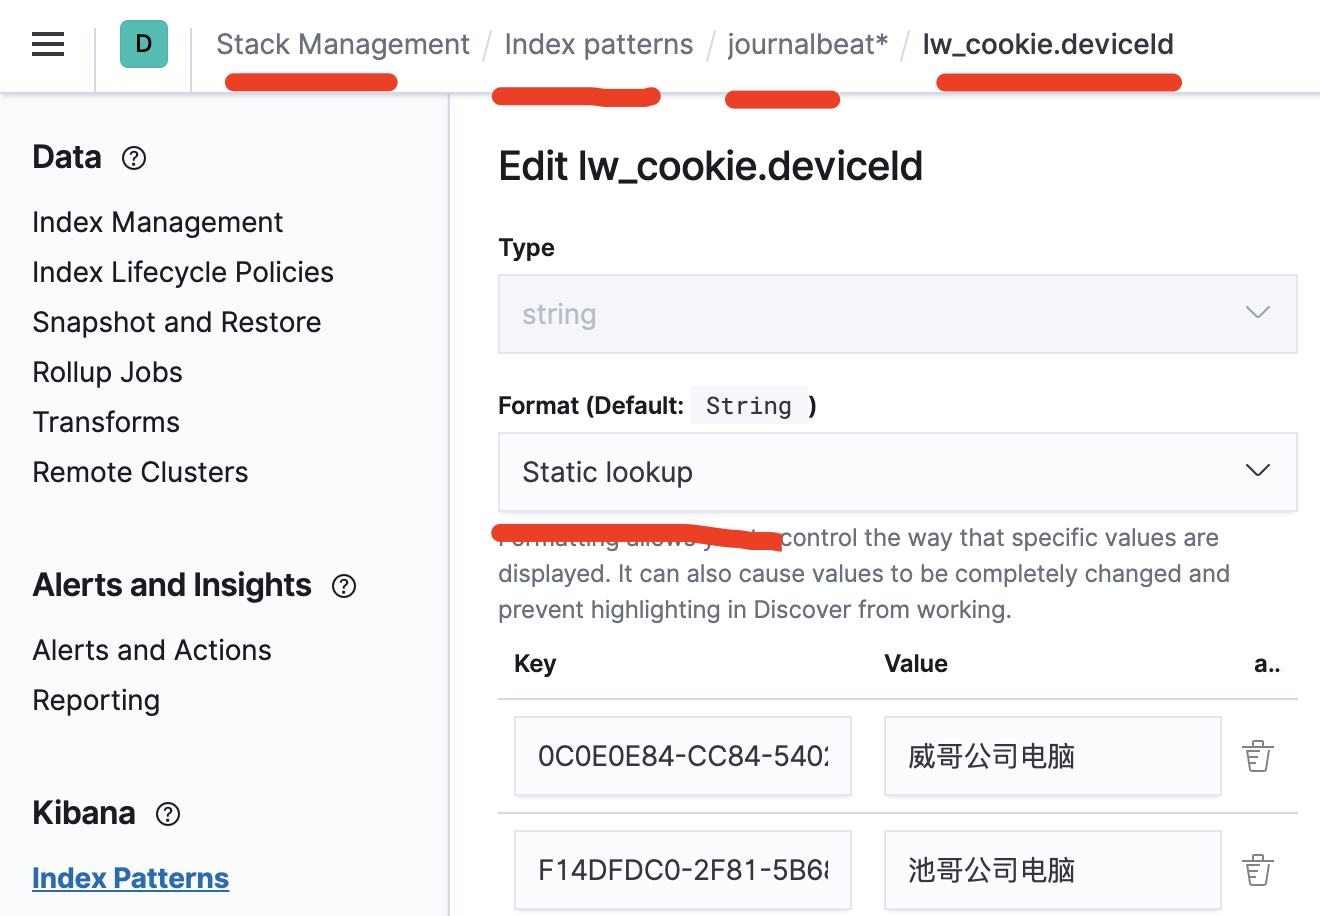 D Stack Management / Index patterns / journalbeat* / lw_cookie.deviceId
Data
Index Management
Index Lifecycle Policies
Snapshot and Restore
Rollup Jobs
Transforms
Remote Clusters
Alerts and Insights
Alerts and Actions
Reporting
Kibana
Index Patterns
Edit lw_cookie.deviceId
Type
string
Format (Default: String )
Static lookup
control the way that specific values are
displayed. It can also cause values to be completely changed and
prevent highlighting in Discover from working.
Key Value a..
0C0E0E84-CC84-540 威哥公司电脑
F14DFDC0-2F81-5B6 池哥公司电脑